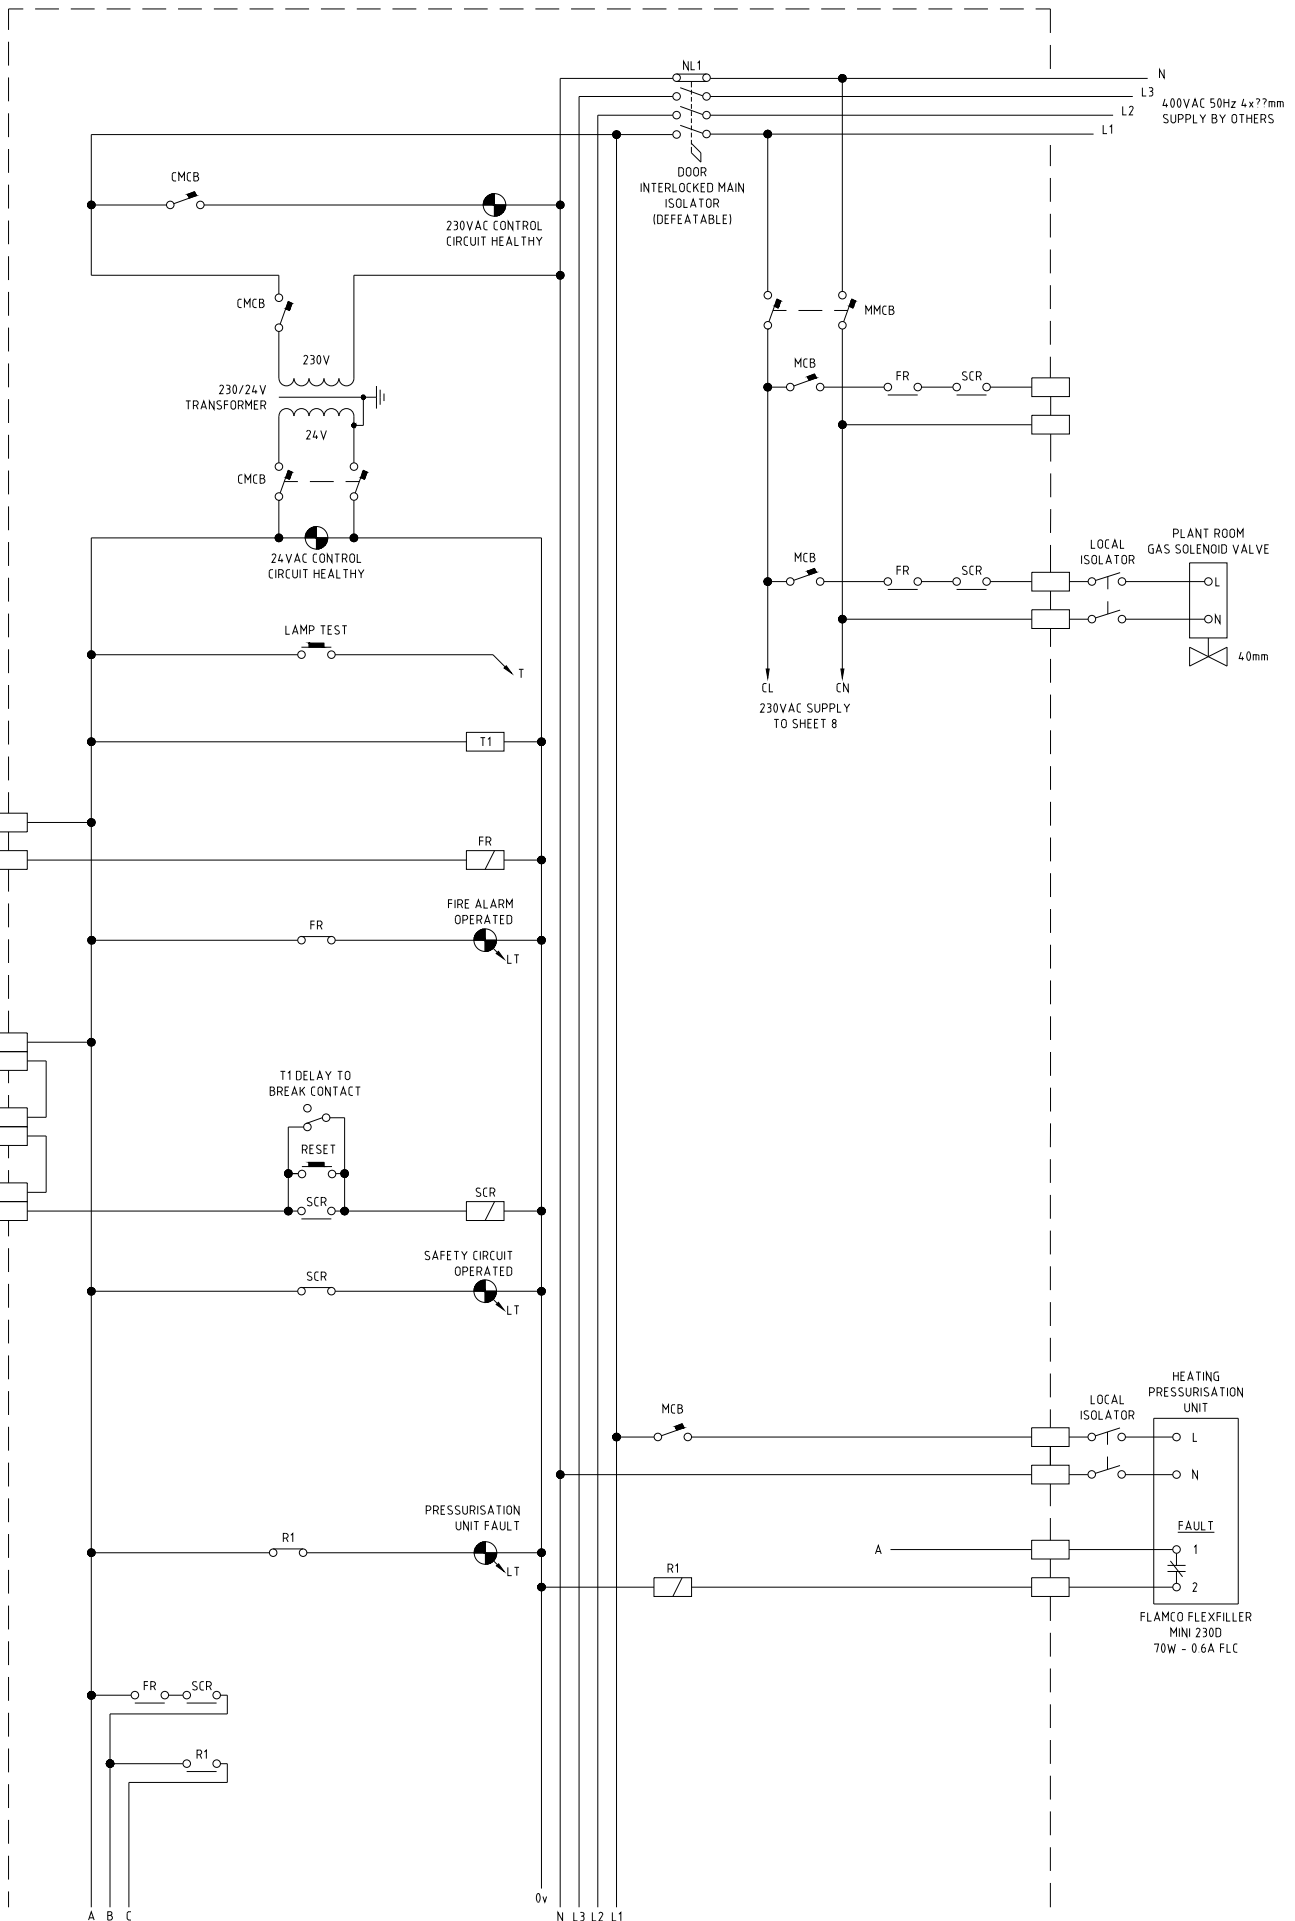 NL1
N
L3
400VAC 50Hz 4x??mm
L2
SUPPLY BY OTHERS
L1
DOOR
INTERLOCKED MAIN
ISOLATOR
(DEFEATABLE)
CMCB
230VAC CONTROL
CIRCUIT HEALTHY
CMCB
MMCB
230V
230/24V
TRANSFORMER
24V
MCB
FR
SCR
CMCB
24VAC CONTROL
CIRCUIT HEALTHY
PLANT ROOM
GAS SOLENOID VALVE
LOCAL
ISOLATOR
MCB
FR
SCR
L
N
40mm
LAMP TEST
T
CL
CN
230VAC SUPPLY
TO SHEET 8
T1
FR
FIRE ALARM
OPERATED
FR
LT
T1 DELAY TO
BREAK CONTACT
RESET
SCR
SCR
SAFETY CIRCUIT
OPERATED
SCR
LT
HEATING
PRESSURISATION
UNIT
LOCAL
ISOLATOR
MCB
L
N
PRESSURISATION
UNIT FAULT
R1
LT
FAULT
A
1
R1
2
FLAMCO FLEXFILLER
MINI 230D
70W - 0.6A FLC
FR
SCR
R1
0v
A
B
C
N
L3
L2
L1